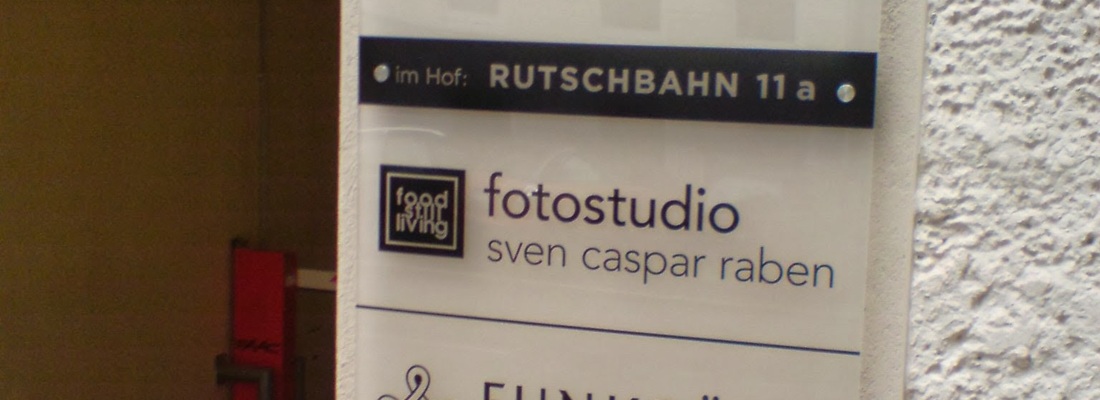 im Hof: RUTSCHBAHN 11 a
food
still
living
fotostudio
sven caspar raben